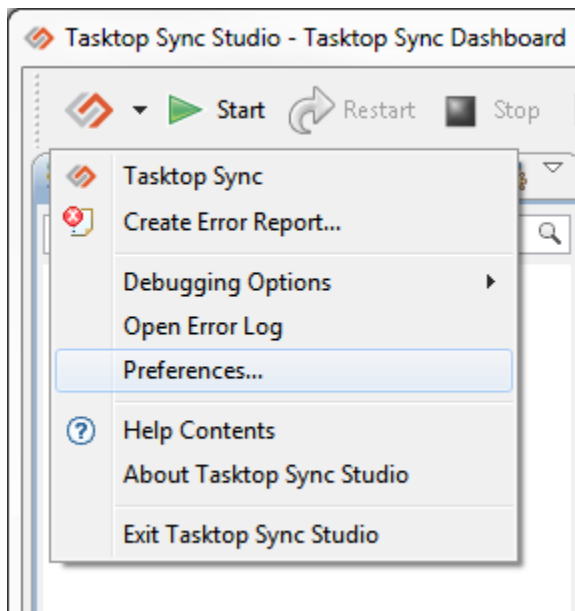 Tasktop Sync Studio - Tasktop Sync Dashboard
Start Restart Stop
Tasktop Sync
Create Error Report...
Debugging Options
Open Error Log
Preferences...
Help Contents
About Tasktop Sync Studio
Exit Tasktop Sync Studio